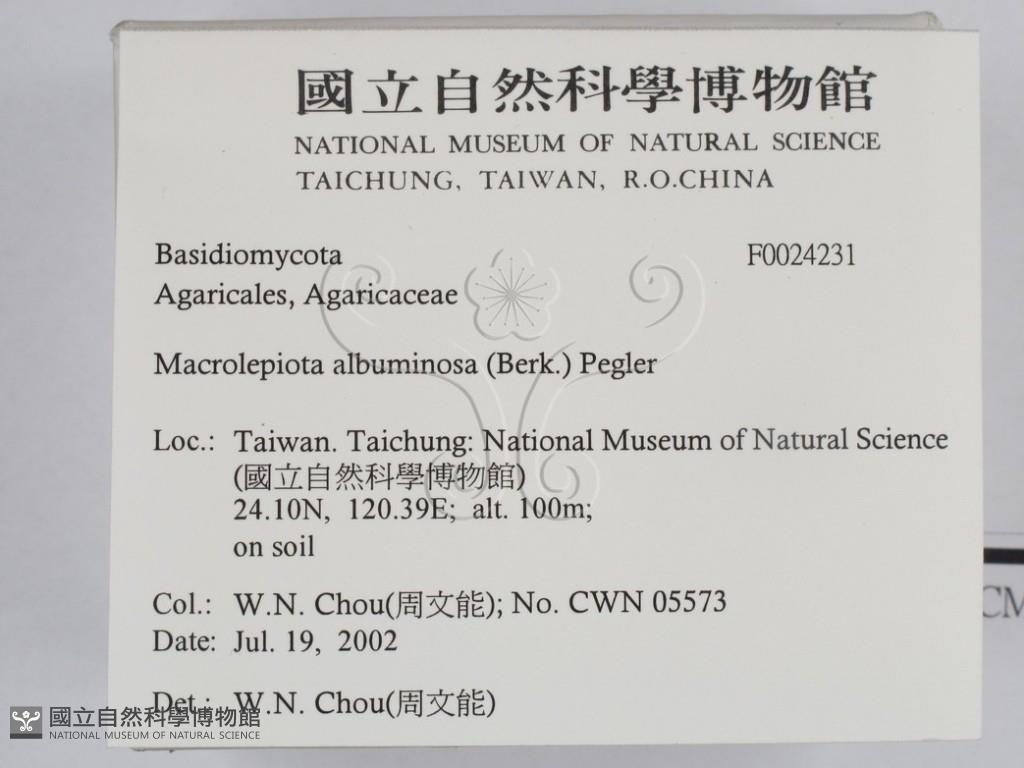 國立自然科學博物館
NATIONAL MUSEUM OF NATURAL SCIENCE
TAICHUNG, TAIWAN, R.O.CHINA
Basidiomycota F0024231
Agaricales, Agaricaceae
Macrolepiota albuminosa (Berk.) Pegler
Loc.: Taiwan. Taichung: National Museum of Natural Science
(國立自然科學博物館)
24.10N, 120.39E; alt. 100m;
on soil
Col.: W.N. Chou(周文能); No. CWN 05573
Date: Jul. 19, 2002
Det.: W.N. Chou(周文能)
CM
國立自然科學博物館
NATIONAL MUSEUM OF NATURAL SCIENCE